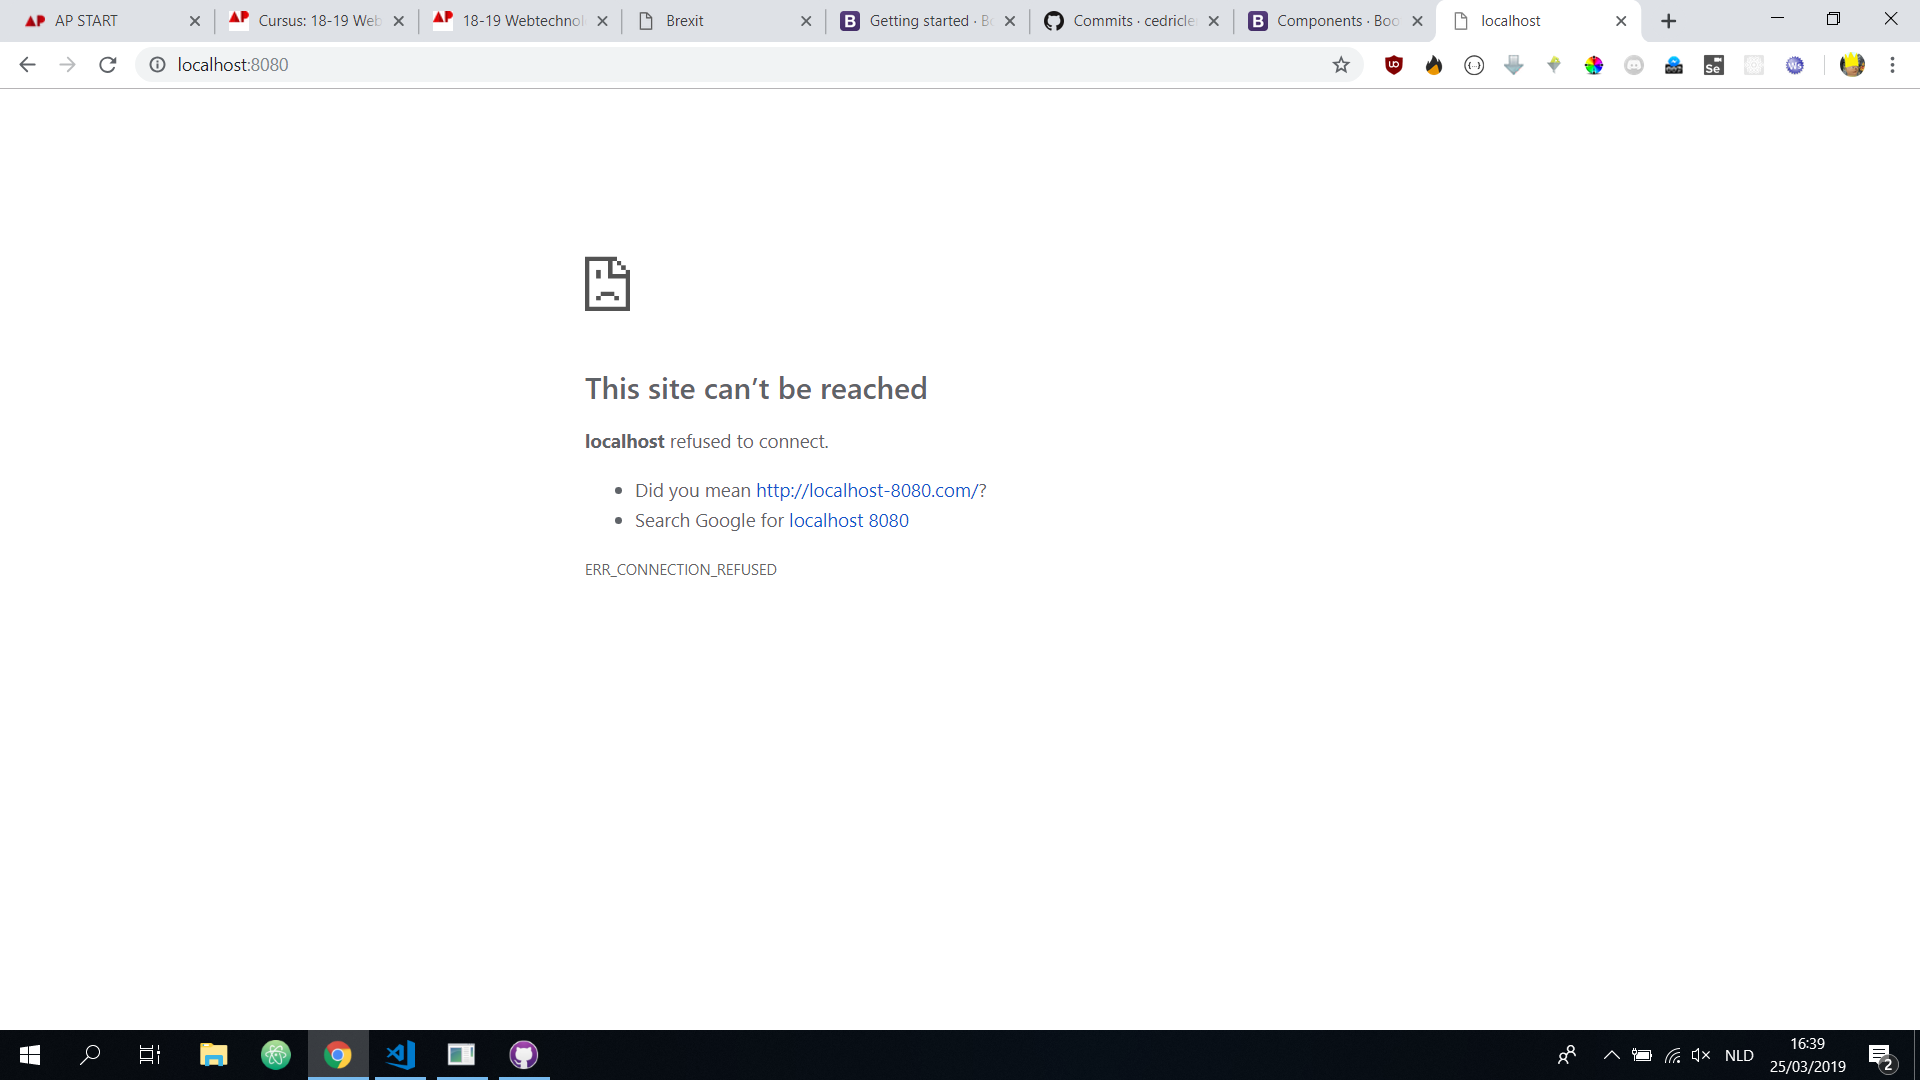 AP START
Cursus: 18-19 Web
18-19 Webtechnol
Brexit
Getting started · Bo
Commits · cedricle
Components · Boo
localhost
localhost:8080
This site can’t be reached
localhost refused to connect.
Did you mean http://localhost-8080.com/?
Search Google for localhost 8080
ERR_CONNECTION_REFUSED
NLD
16:39
25/03/2019
2